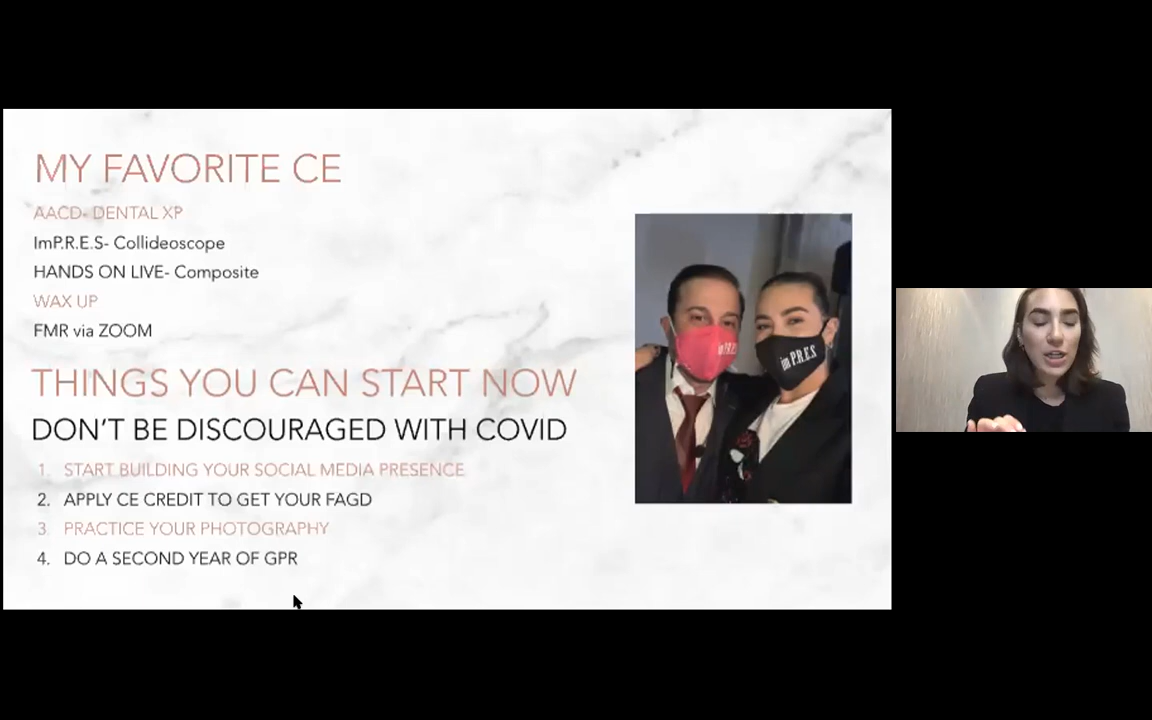 MY FAVORITE CE
AACD- DENTAL XP
ImP.R.E.S- Collideoscope
HANDS ON LIVE- Composite
WAX UP
FMR via ZOOM
THINGS YOU CAN START NOW
DON'T BE DISCOURAGED WITH COVID
1. START BUILDING YOUR SOCIAL MEDIA PRESENCE
2. APPLY CE CREDIT TO GET YOUR FAGD
3. PRACTICE YOUR PHOTOGRAPHY
4. DO A SECOND YEAR OF GPR
imP.R.E.S
im P.R.E.S